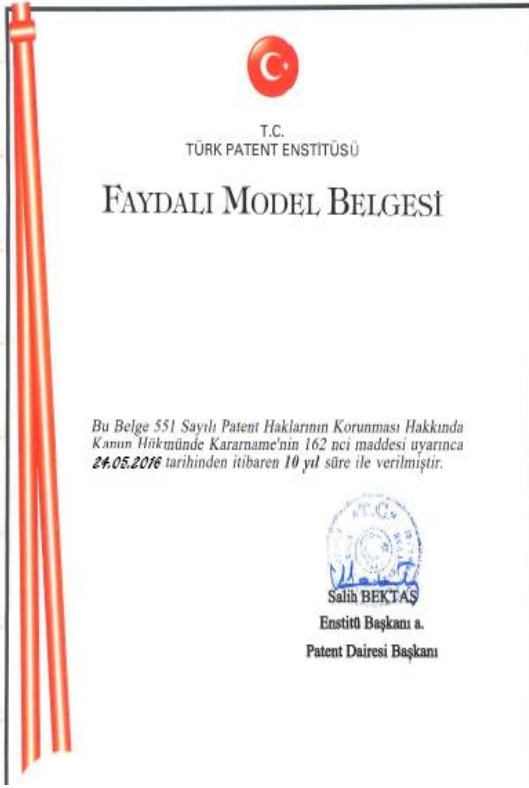 T.C.
TÜRK PATENT ENSTİTÜSÜ
FAYDALI MODEL BELGESİ
Bu Belge 551 Sayılı Patent Haklarının Korunması Hakkında
Kanun Hükmünde Kararname'nin 162 nci maddesi uyarınca
24.05.2016 tarihinden itibaren 10 yıl süre ile verilmiştir.
T.C.
Salih BEKTAŞ
Enstitü Başkanı a.
Patent Dairesi Başkanı